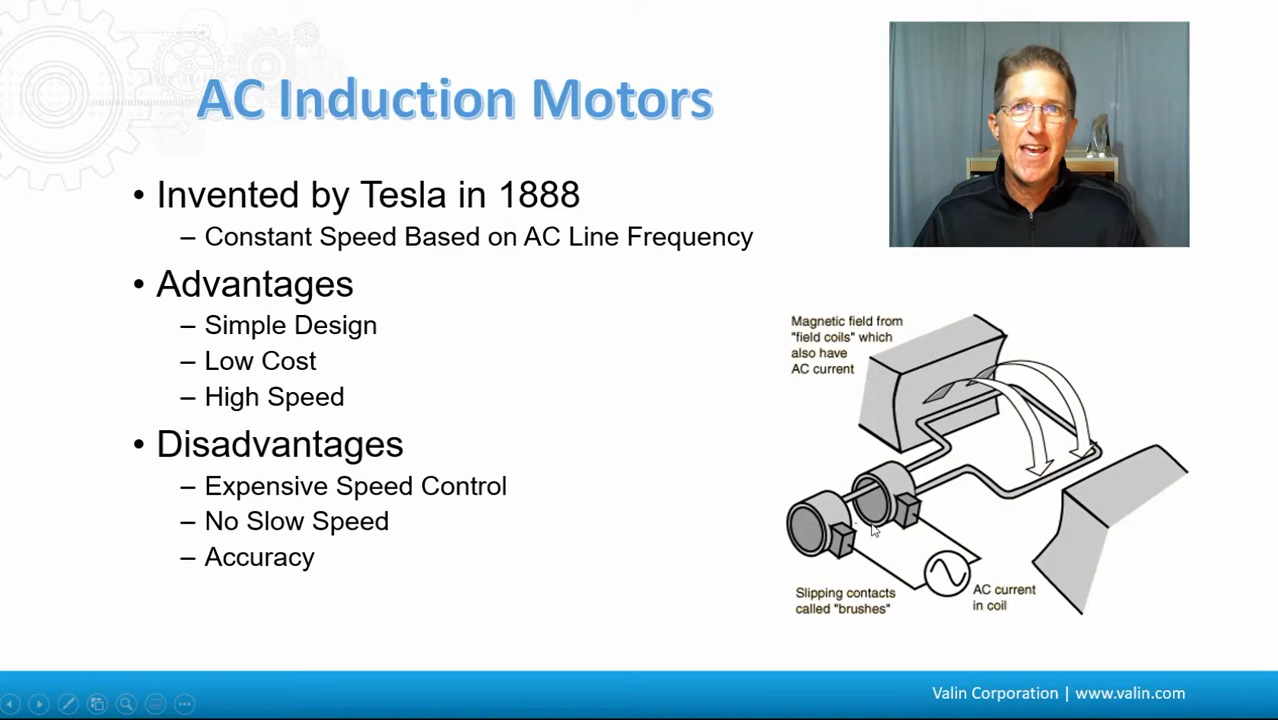 AC Induction Motors
• Invented by Tesla in 1888
– Constant Speed Based on AC Line Frequency
• Advantages
– Simple Design
– Low Cost
– High Speed
• Disadvantages
– Expensive Speed Control
– No Slow Speed
– Accuracy
Magnetic field from
"field coils" which
also have
AC current
Slipping contacts
called "brushes"
AC current
in coil
Valin Corporation | www.valin.com